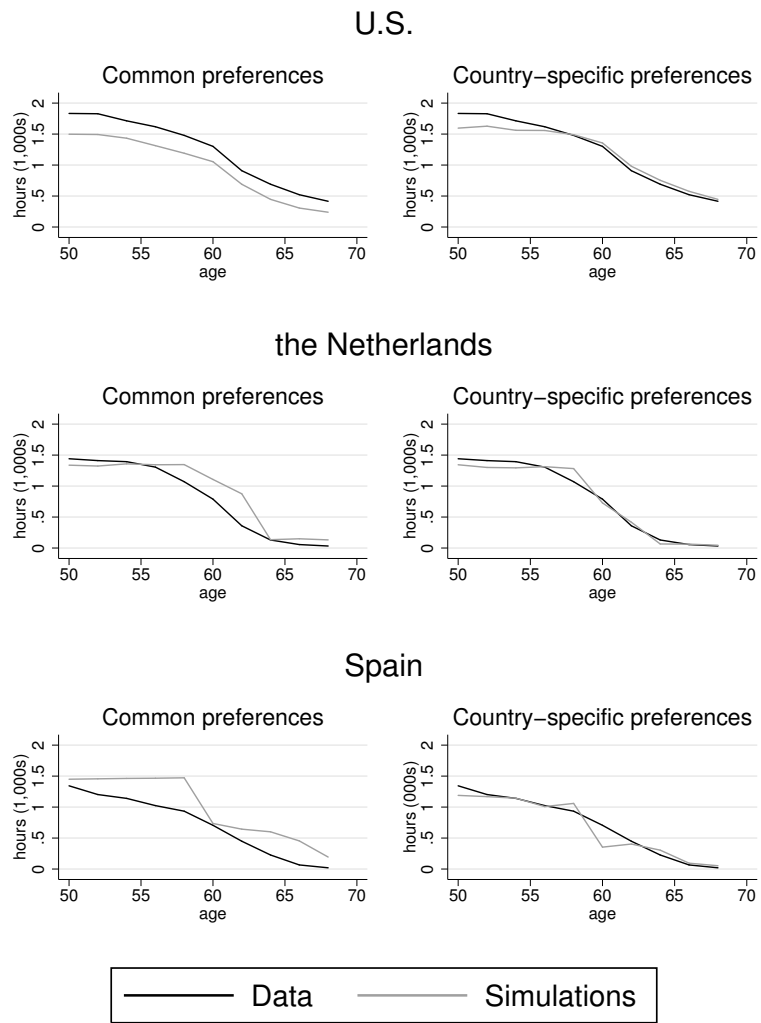 U.S.
Common preferences
hours (1,000s)
0 .5 1 1.5 2
50 55 60 65 70
age
Country−specific preferences
hours (1,000s)
0 .5 1 1.5 2
50 55 60 65 70
age
the Netherlands
Common preferences
hours (1,000s)
0 .5 1 1.5 2
50 55 60 65 70
age
Country−specific preferences
hours (1,000s)
0 .5 1 1.5 2
50 55 60 65 70
age
Spain
Common preferences
hours (1,000s)
0 .5 1 1.5 2
50 55 60 65 70
age
Country−specific preferences
hours (000s)
0 .5 1 1.5 2
50 55 60 65 70
age
Data Simulations